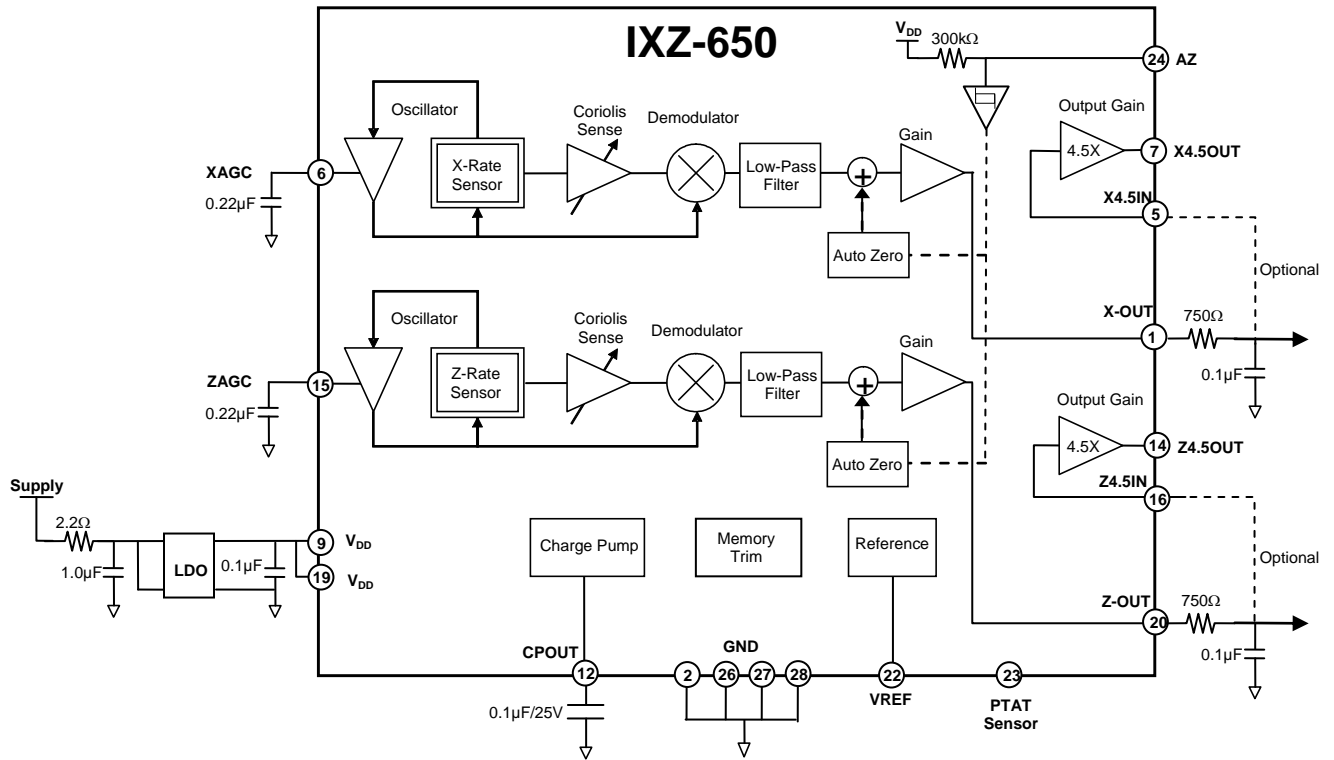 IXZ-650
VDD
300kΩ
24
AZ
Oscillator
Coriolis
Sense
Demodulator
Gain
Output Gain
XAGC
6
0.22µF
X-Rate
Sensor
Low-Pass
Filter
+
Auto Zero
4.5X
7
X4.5OUT
X4.5IN
5
Optional
X-OUT
1
750Ω
0.1µF
Oscillator
Coriolis
Sense
Demodulator
Gain
Output Gain
ZAGC
15
0.22µF
Z-Rate
Sensor
Low-Pass
Filter
+
Auto Zero
4.5X
14
Z4.5OUT
Z4.5IN
16
Optional
Z-OUT
20
750Ω
0.1µF
Supply
2.2Ω
1.0µF
LDO
0.1µF
9
VDD
19
VDD
Charge Pump
Memory
Trim
Reference
CPOUT
12
0.1µF/25V
GND
2
26
27
28
22
VREF
23
PTAT
Sensor